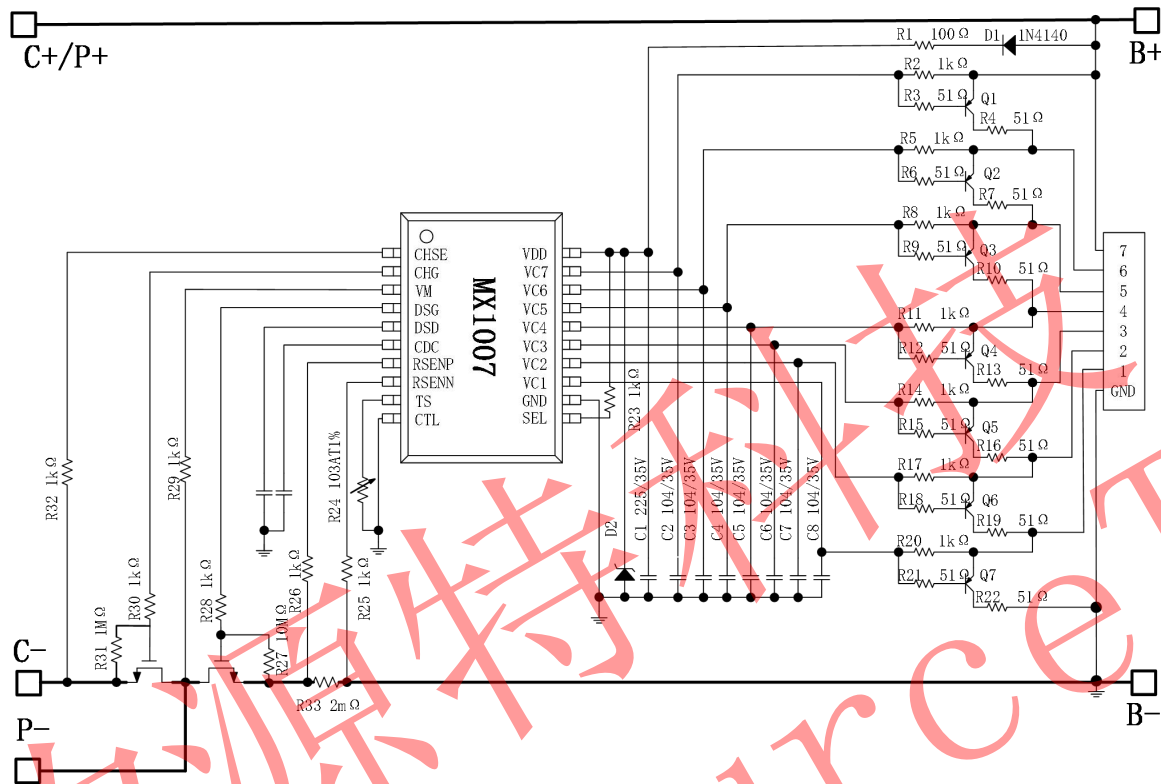 C+/P+
B+
R1 100Ω D1 1N4140
R2 1kΩ
R3 51Ω Q1
R4 51Ω
R5 1kΩ
R6 51Ω Q2
R7 51Ω
R8 1kΩ
R9 51Ω Q3
R10 51Ω
R11 1kΩ
R12 51Ω Q4
R13 51Ω
R14 1kΩ
R15 51Ω Q5
R16 51Ω
R17 1kΩ
R18 51Ω Q6
R19 51Ω
R20 1kΩ
R21 51Ω Q7
R22 51Ω
7
6
5
4
3
2
1
GND
MX1007
CHSE
CHG
VM
DSG
DSD
CDC
RSENP
RSENN
TS
CTL
VDD
VC7
VC6
VC5
VC4
VC3
VC2
VC1
GND
SEL
R23 1kΩ
R32 1kΩ
R29 1kΩ
R24 103AT1%
R30 1kΩ
R31 1MΩ
R28 1kΩ
R27 10MΩ
R26 1kΩ
R25 1kΩ
R33 2mΩ
D2
C1 225/35V
C2 104/35V
C3 104/35V
C4 104/35V
C5 104/35V
C6 104/35V
C7 104/35V
C8 104/35V
C-
P-
B-
源特科技
urce T